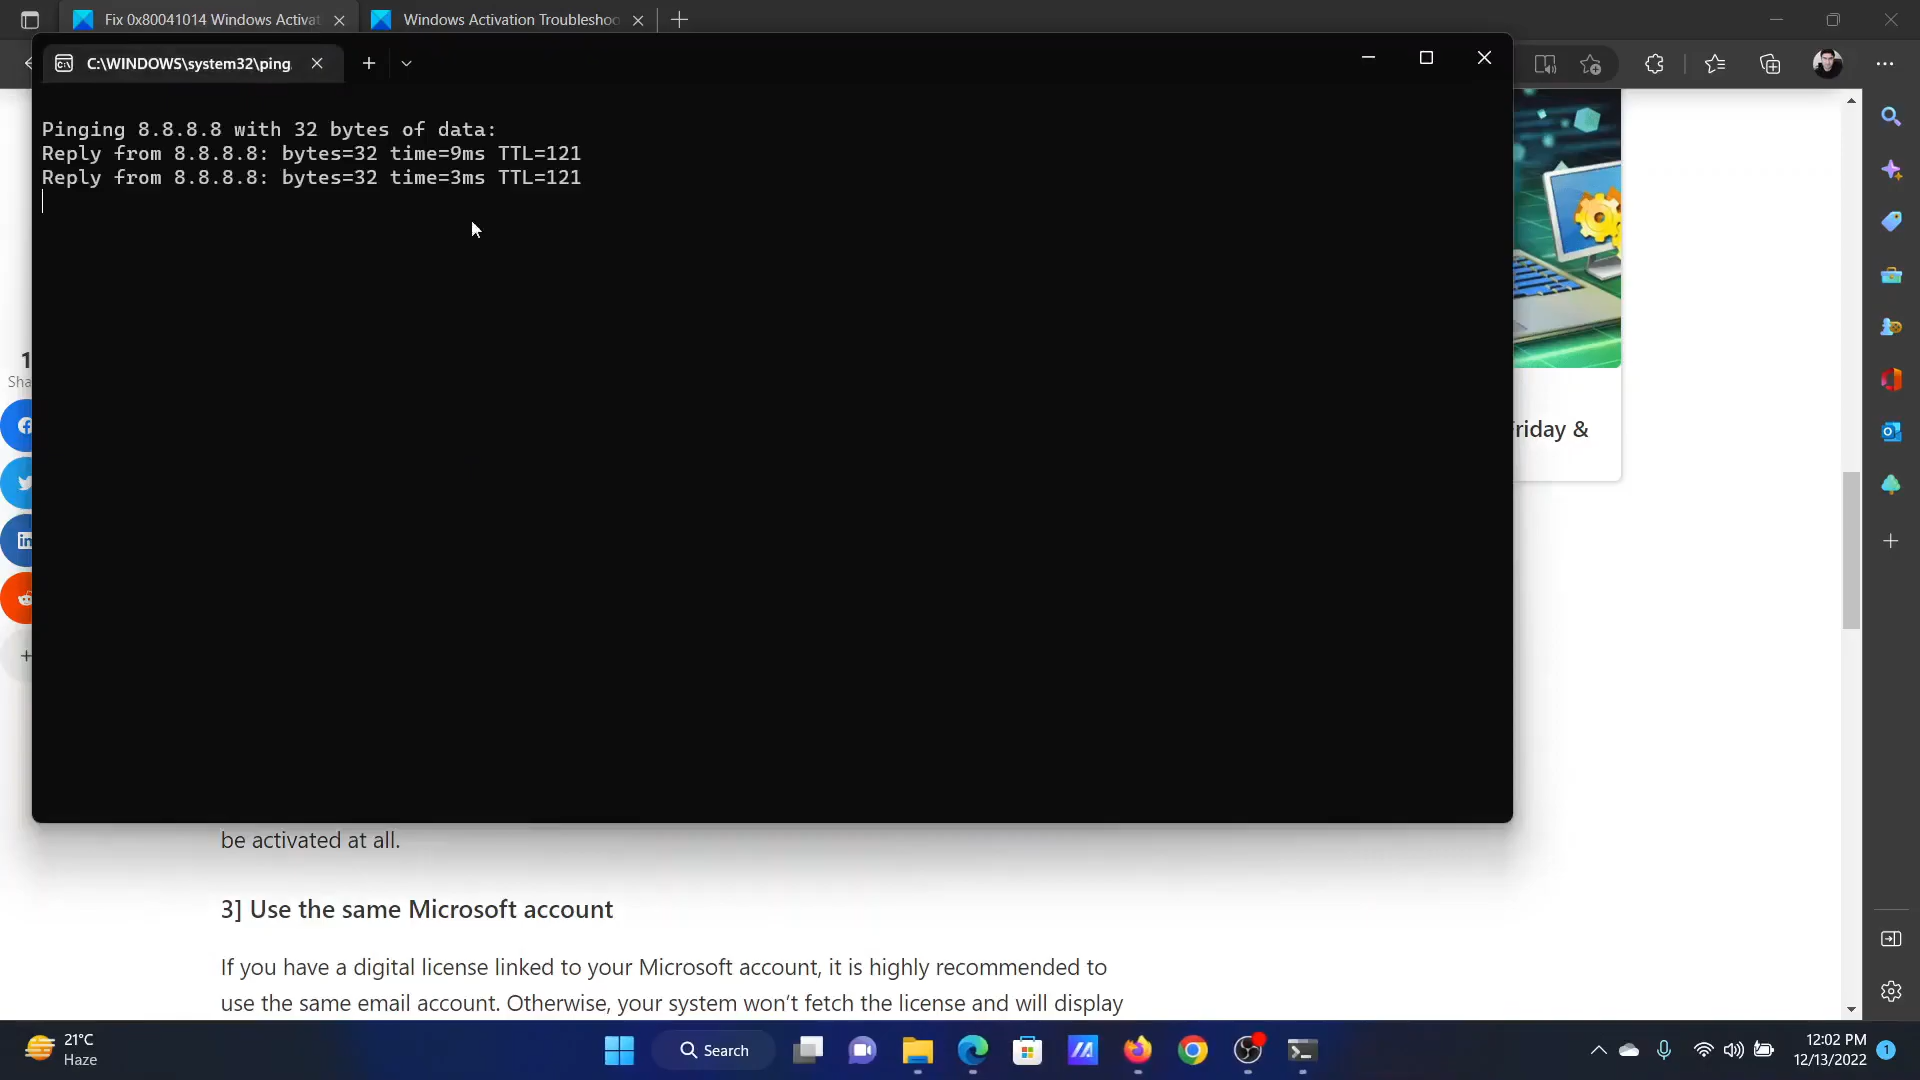 Fix 0x80041014 Windows Activat
Windows Activation Troubleshoo
C:\WINDOWS\system32\ping.
Pinging 8.8.8.8 with 32 bytes of data:
Reply from 8.8.8.8: bytes=32 time=9ms TTL=121
Reply from 8.8.8.8: bytes=32 time=3ms TTL=121
1
Sha
riday &
be activated at all.
3] Use the same Microsoft account
If you have a digital license linked to your Microsoft account, it is highly recommended to
use the same email account. Otherwise, your system won't fetch the license and will display
21°C
Haze
Search
12:02 PM
12/13/2022
1